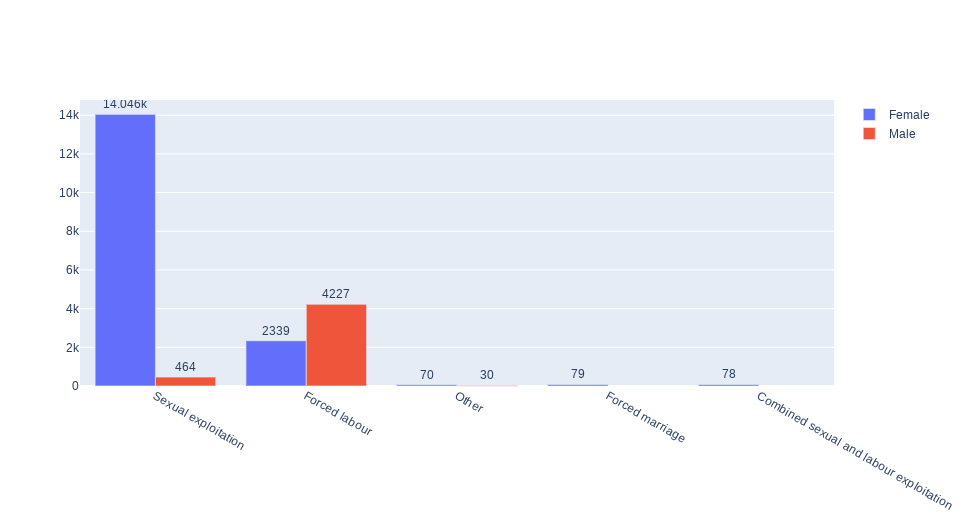 14.046k
464
2339
4227
70
30
79
78
14k
12k
10k
8k
6k
4k
2k
0
Sexual exploitation
Forced labour
Other
Forced marriage
Combined sexual and labour exploitation
Female
Male